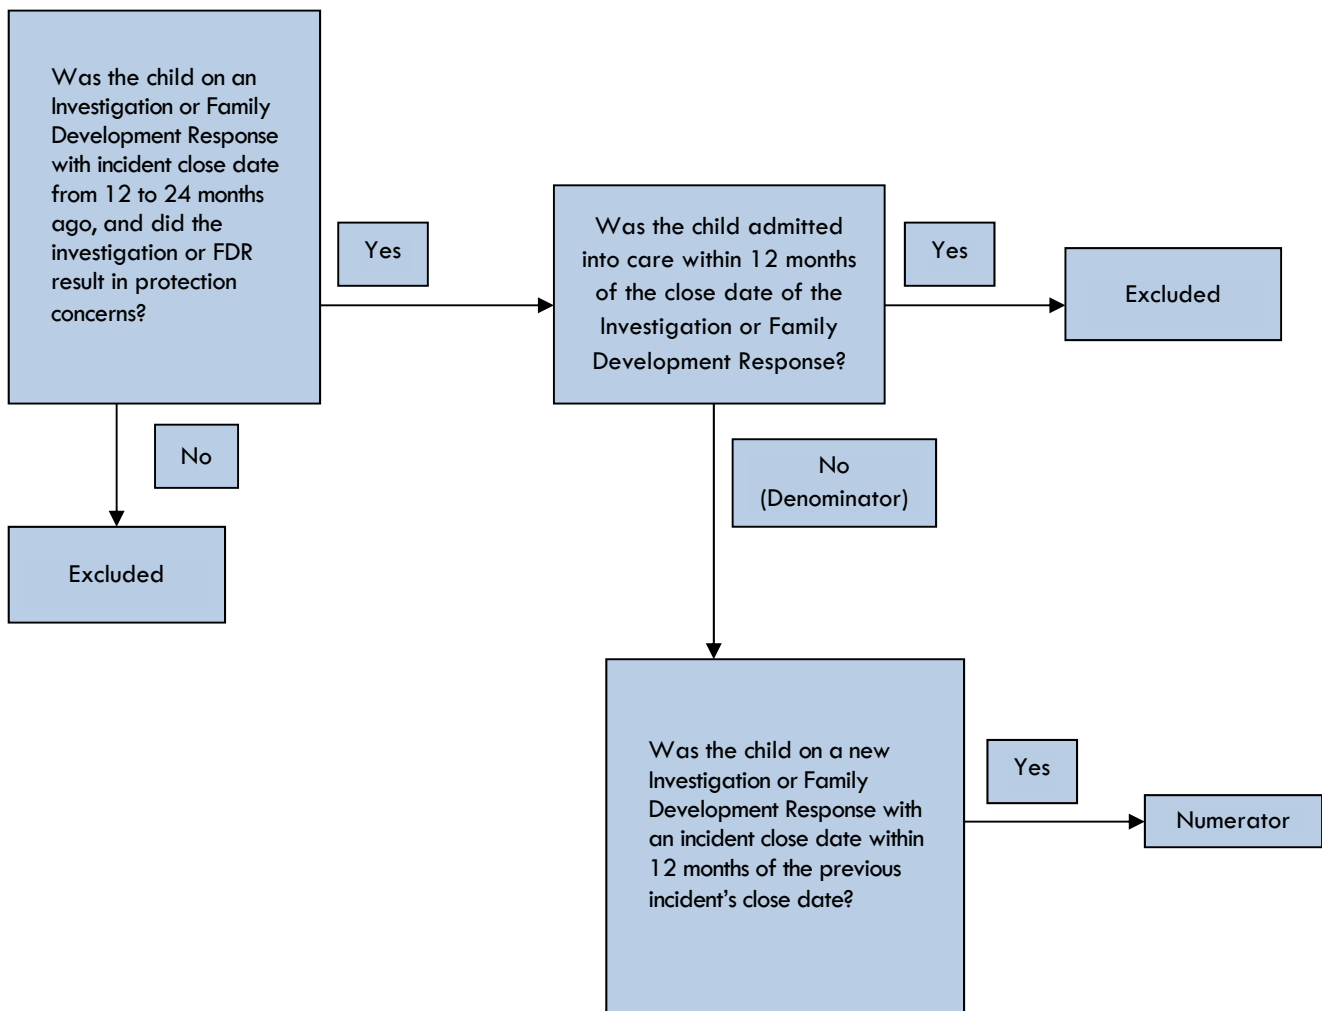 Was the child on an
Investigation or Family
Development Response
with incident close date
from 12 to 24 months
ago, and did the
investigation or FDR
result in protection
concerns?
Yes
Was the child admitted
into care within 12 months
of the close date of the
Investigation or Family
Development Response?
Yes
Excluded
No
Excluded
No
(Denominator)
Was the child on a new
Investigation or Family
Development Response with
an incident close date within
12 months of the previous
incident's close date?
Yes
Numerator